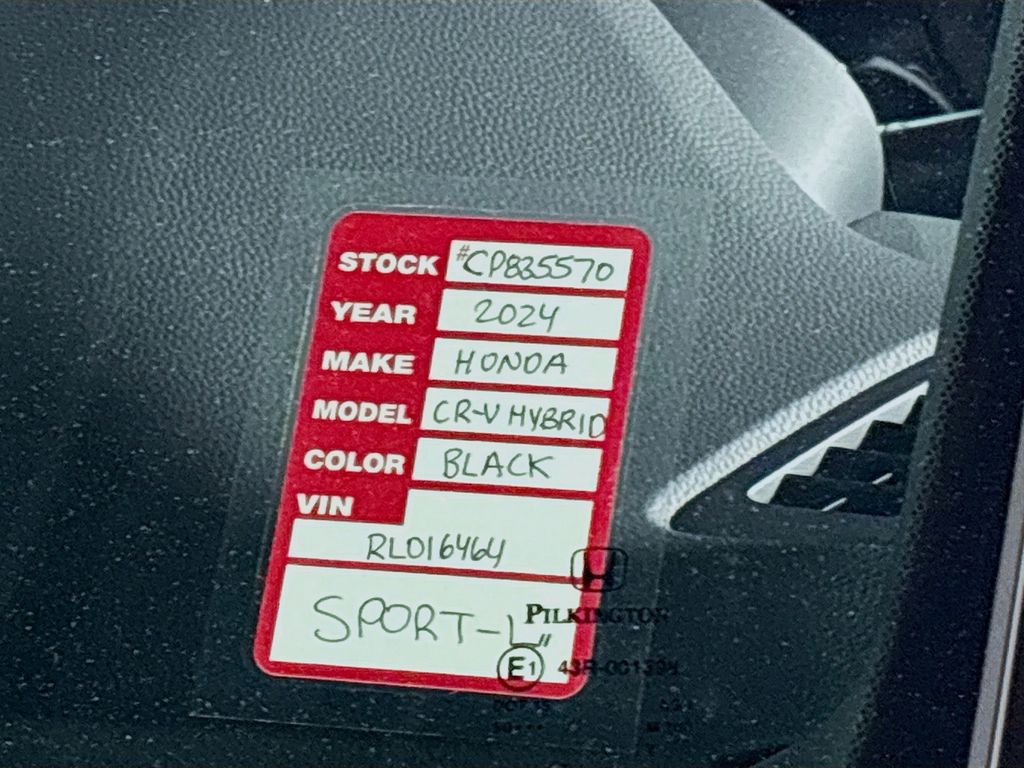 STOCK #CP835570
YEAR 2024
MAKE HONDA
MODEL CR-V HYBRID
COLOR BLACK
VIN
RL016464
SPORT-L"
PILKINGTON
E1